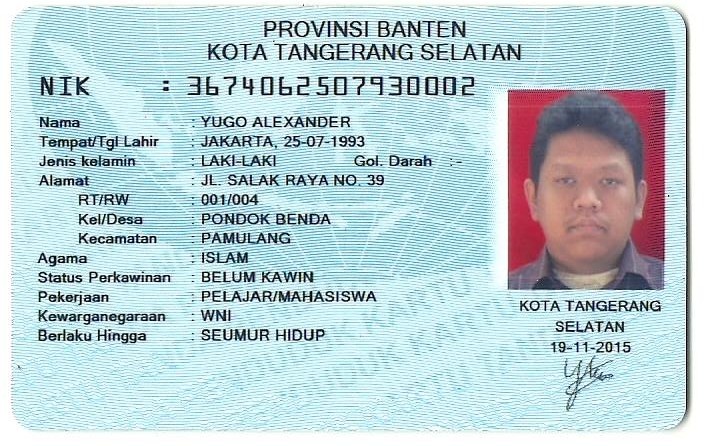 PROVINSI BANTEN
KOTA TANGERANG SELATAN
NIK : 3674062507930002
Nama : YUGO ALEXANDER
Tempat/Tgl Lahir : JAKARTA, 25-07-1993
Jenis kelamin : LAKI-LAKI Gol. Darah :-
Alamat : JL. SALAK RAYA NO. 39
RT/RW : 001/004
Kel/Desa : PONDOK BENDA
Kecamatan : PAMULANG
Agama : ISLAM
Status Perkawinan : BELUM KAWIN
Pekerjaan : PELAJAR/MAHASISWA
Kewarganegaraan : WNI
Berlaku Hingga : SEUMUR HIDUP
KOTA TANGERANG
SELATAN
19-11-2015